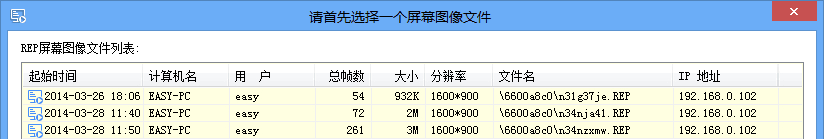 请首先选择一个屏幕图像文件
REP屏幕图像文件列表:
起始时间 计算机名 用 户 总帧数 大小 分辨率 文件名 IP 地址
2014-03-26 18:06 EASY-PC easy 54 932K 1600*900 \6600a8c0\n31g37je.REP 192.168.0.102
2014-03-28 11:40 EASY-PC easy 72 2M 1600*900 \6600a8c0\n34nja41.REP 192.168.0.102
2014-03-28 11:50 EASY-PC easy 261 3M 1600*900 \6600a8c0\n34nzxmw.REP 192.168.0.102